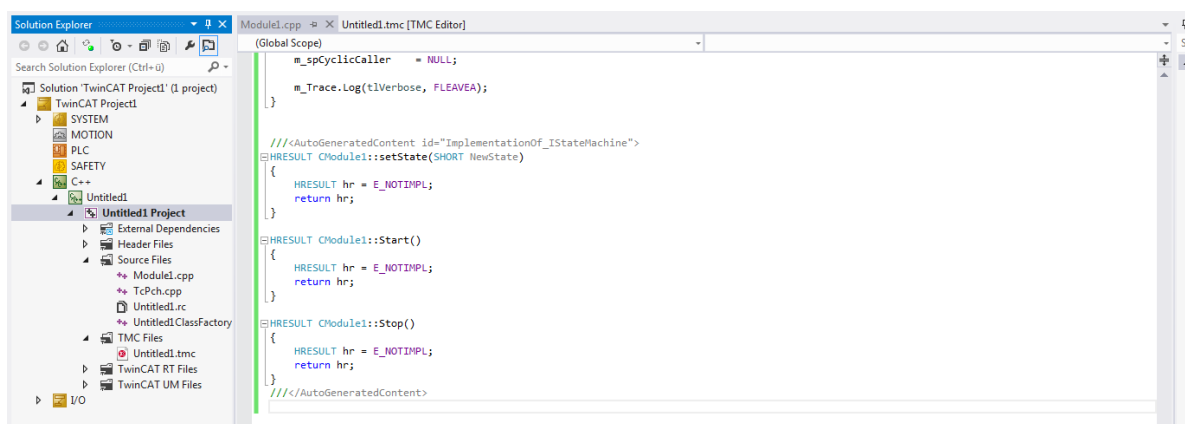 Solution Explorer
Search Solution Explorer (Ctrl+ü)
Solution 'TwinCAT Project1' (1 project)
TwinCAT Project1
SYSTEM
MOTION
PLC
SAFETY
C++
Untitled1
Untitled1 Project
External Dependencies
Header Files
Source Files
Module1.cpp
TcPch.cpp
Untitled1.rc
Untitled1ClassFactory
TMC Files
Untitled1.tmc
TwinCAT RT Files
TwinCAT UM Files
I/O
Module1.cpp Untitled1.tmc [TMC Editor]
(Global Scope)
m_spCyclicCaller = NULL;
m_Trace.Log(tlVerbose, FLEAVEA);
}
///<AutoGeneratedContent id="ImplementationOf_IStateMachine">
HRESULT CModule1::setState(SHORT NewState)
{
HRESULT hr = E_NOTIMPL;
return hr;
}
HRESULT CModule1::Start()
{
HRESULT hr = E_NOTIMPL;
return hr;
}
HRESULT CModule1::Stop()
{
HRESULT hr = E_NOTIMPL;
return hr;
}
///</AutoGeneratedContent>